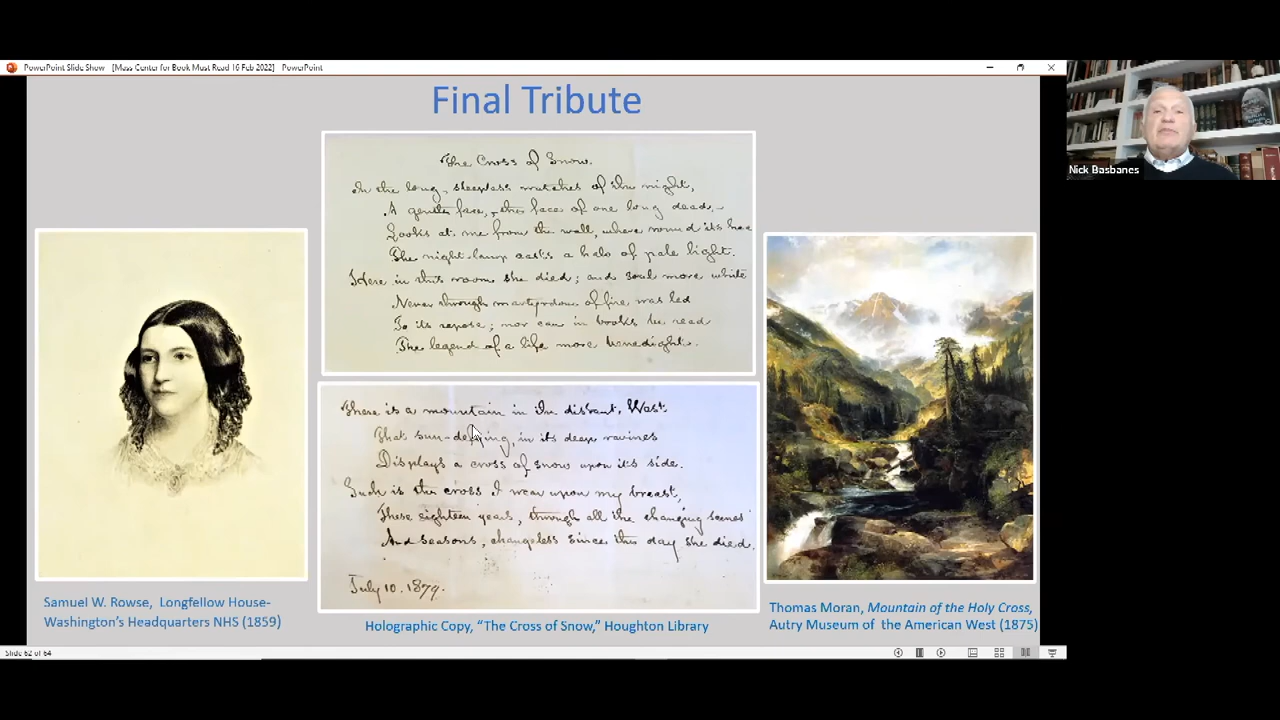 PowerPoint Slide Show - [Mass Center for Book Must Read 16 Feb 2022] - PowerPoint
Final Tribute
The Cross of Snow.
In the long, sleepless watches of the night,
A gentle face, - the face of one long dead, -
Looks at me from the wall, where round its hea
The night-lamp casts a halo of pale light.
Here in this room she died; and soul more white
Never through martyrdom of fire was led
To its repose; nor can in books be read
The legend of a life more benedight.
There is a mountain in the distant West
That sun-defying, in its deep ravines
Displays a cross of snow upon its side.
Such is the cross I wear upon my breast,
These eighteen years, through all the changing scenes
And seasons, changeless since the day she died.
July 10. 1879.
Samuel W. Rowse, Longfellow House-
Washington's Headquarters NHS (1859)
Holographic Copy, "The Cross of Snow," Houghton Library
Thomas Moran, Mountain of the Holy Cross,
Autry Museum of the American West (1875)
Slide 62 of 64
Nick Basbanes